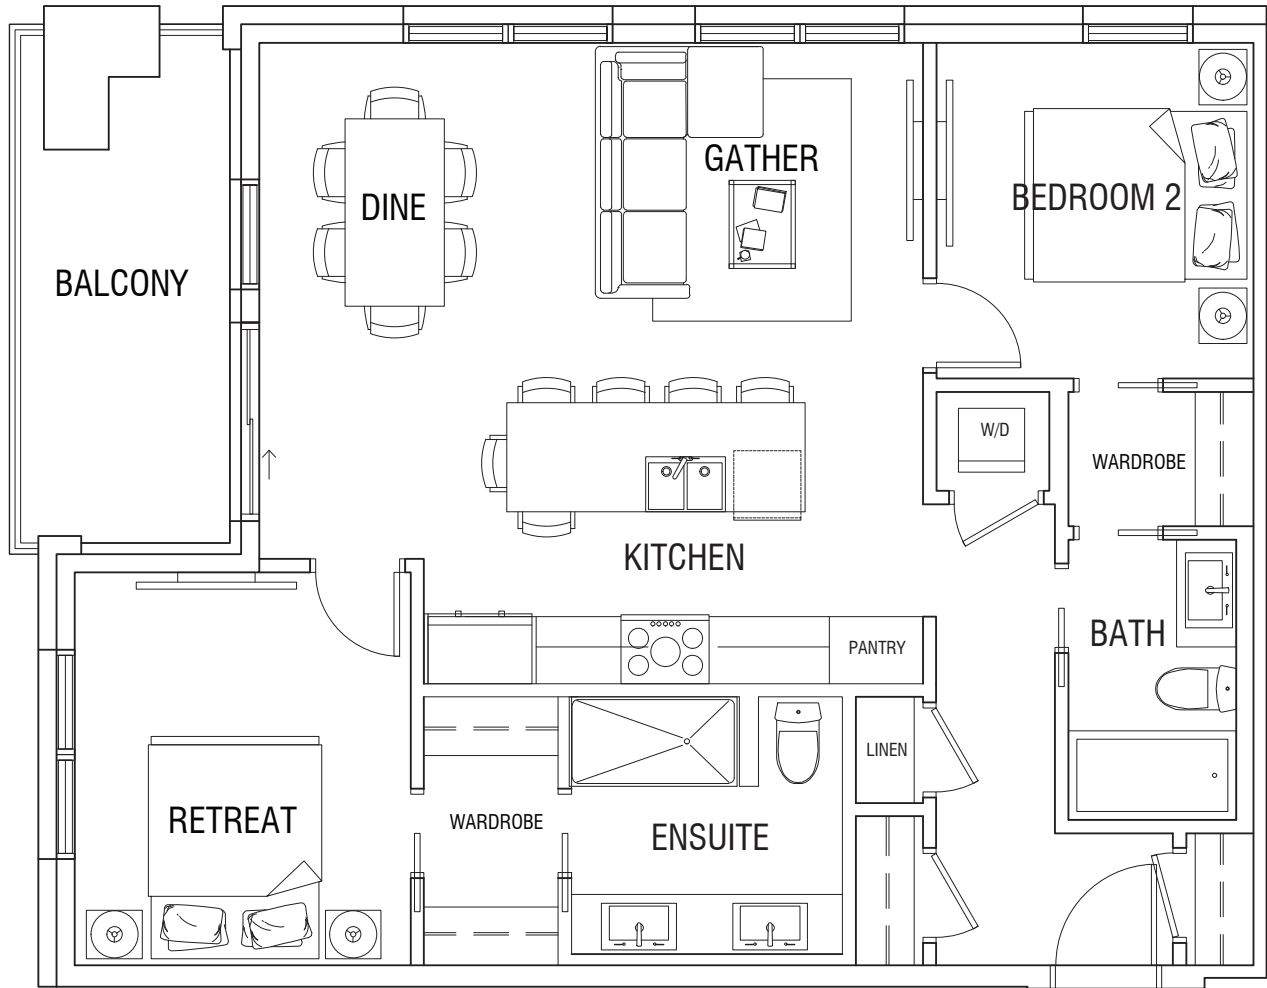 GATHER
DINE
BEDROOM 2
BALCONY
W/D
WARDROBE
KITCHEN
BATH
PANTRY
LINEN
RETREAT
WARDROBE
ENSUITE